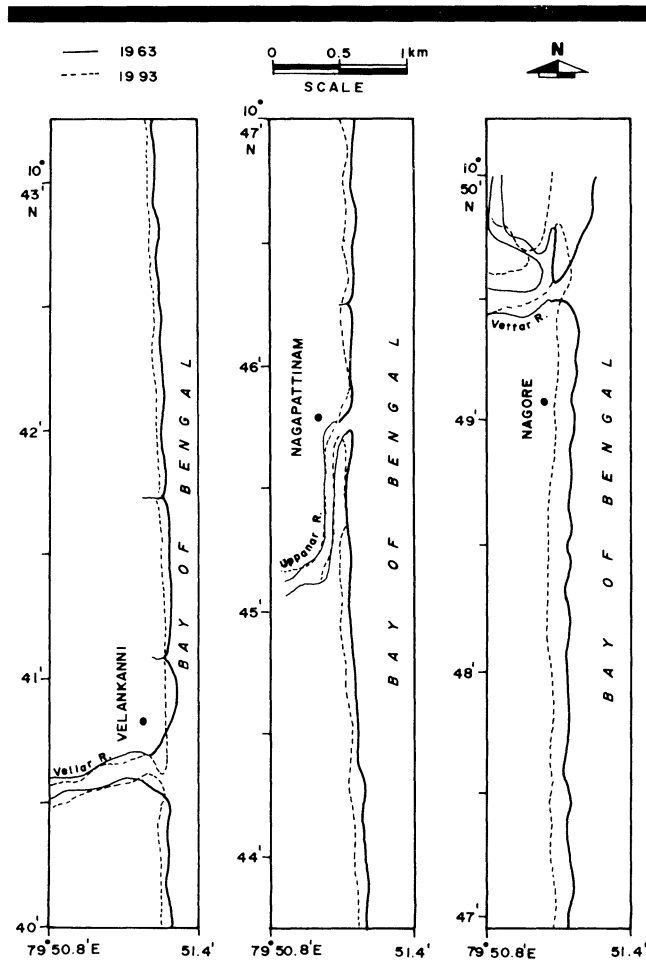 1963
1993
0 0.5 1km
SCALE
N
10°
43'
N
42'
41'
40'
79° 50.8'E 51.4'
BAY OF BENGAL
VELANKANNI
Vellar R.
10°
47'
N
46'
45'
44'
79° 50.8'E 51.4'
BAY OF BENGAL
NAGAPATTINAM
Uppanar R.
10°
50'
N
49'
48'
47'
79° 50.8'E 51.4'
BAY OF BENGAL
NAGORE
Vettar R.